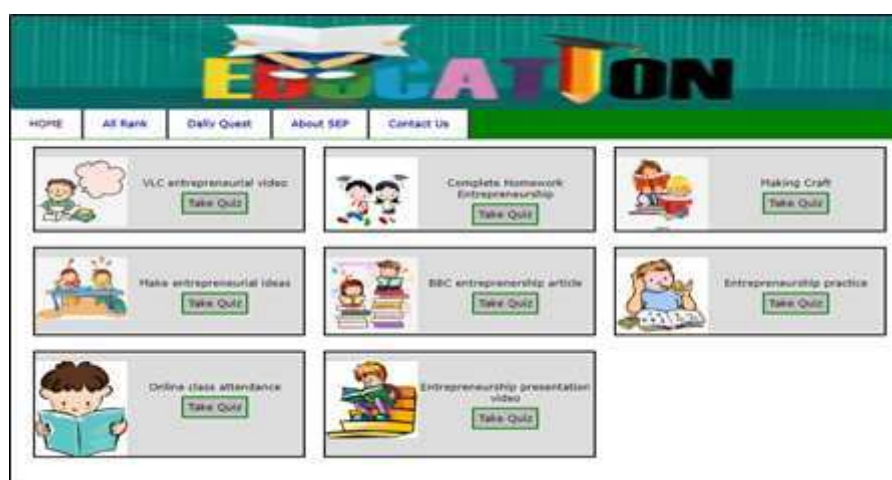 EDUCATION
HOME All Rank Daily Quest About SEP Contact Us
VLC entrepreneurial video
Take Quiz
Complete Homework
Entrepreneurship
Take Quiz
Making Craft
Take Quiz
Make entrepreneurial ideas
Take Quiz
BBC entreprenership article
Take Quiz
Entrepreneurship practice
Take Quiz
Online class attendance
Take Quiz
Entrepreneurship presentation
video
Take Quiz